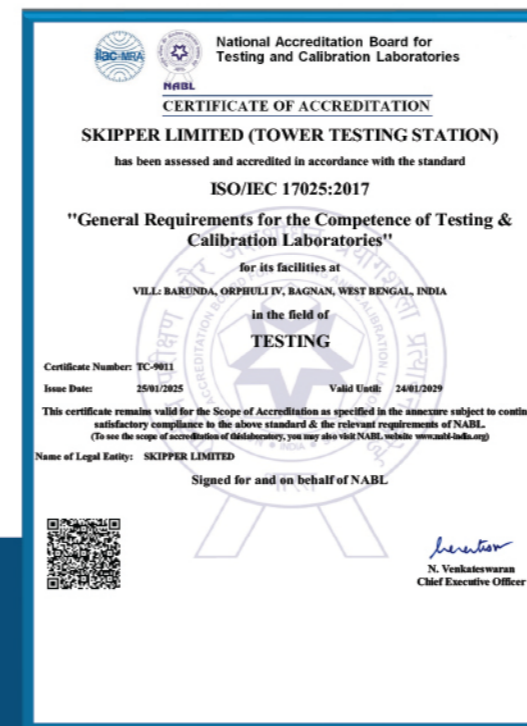 ilac-MRA
NABL
National Accreditation Board for
Testing and Calibration Laboratories
CERTIFICATE OF ACCREDITATION
SKIPPER LIMITED (TOWER TESTING STATION)
has been assessed and accredited in accordance with the standard
ISO/IEC 17025:2017
"General Requirements for the Competence of Testing &
Calibration Laboratories"
for its facilities at
VILL: BARUNDA, ORPHULI IV, BAGNAN, WEST BENGAL, INDIA
in the field of
TESTING
Certificate Number: TC-9011
Issue Date: 25/01/2025 Valid Until: 24/01/2029
This certificate remains valid for the Scope of Accreditation as specified in the annexure subject to contin
satisfactory compliance to the above standard & the relevant requirements of NABL.
(To see the scope of accreditation of this laboratory, you may also visit NABL website www.nabl-india.org)
Name of Legal Entity: SKIPPER LIMITED
Signed for and on behalf of NABL
N. Venkateswaran
Chief Executive Officer